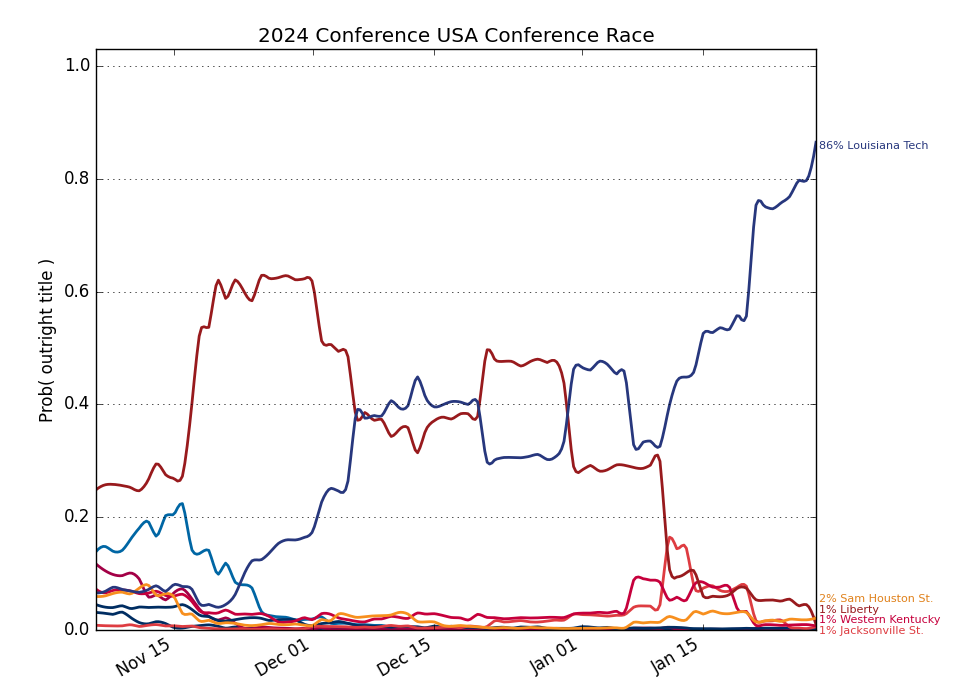 2024 Conference USA Conference Race
Prob( outright title )
1.0
0.8
0.6
0.4
0.2
0.0
Nov 15
Dec 01
Dec 15
Jan 01
Jan 15
86% Louisiana Tech
2% Sam Houston St.
1% Liberty
1% Western Kentucky
1% Jacksonville St.